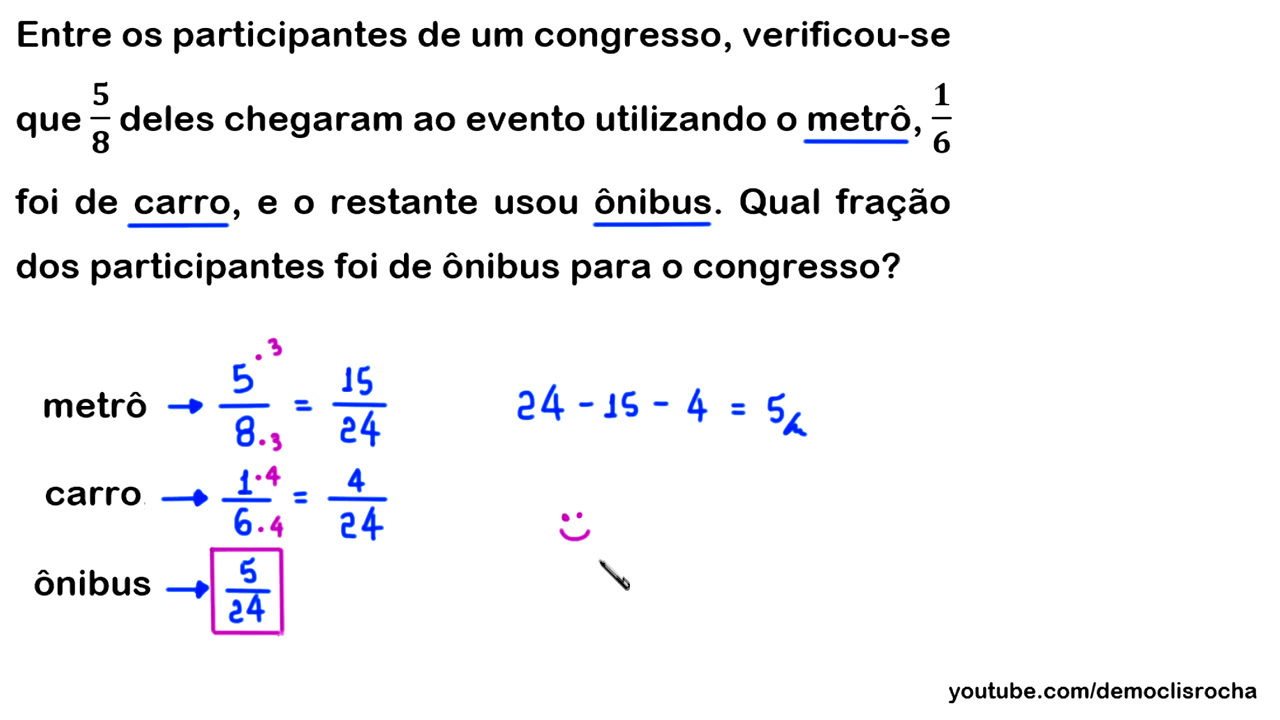 Entre os participantes de um congresso, verificou-se
que 5/8 deles chegaram ao evento utilizando o metrô, 1/6
foi de carro, e o restante usou ônibus. Qual fração
dos participantes foi de ônibus para o congresso?
metrô → 5·3/8·3 = 15/24
24 - 15 - 4 = 5
carro → 1·4/6·4 = 4/24
ônibus → 5/24
youtube.com/democlisrocha